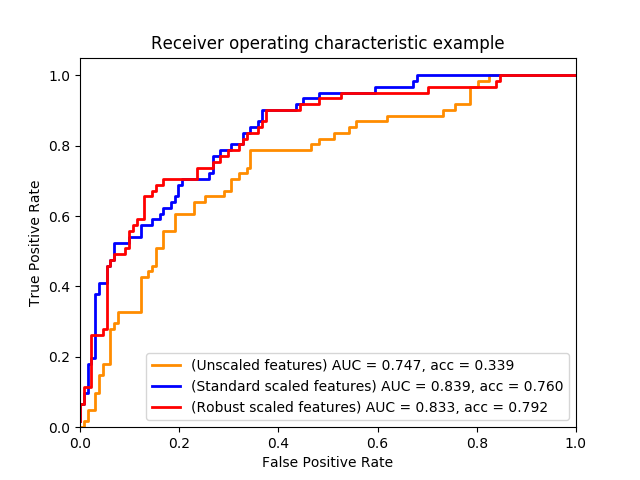 Receiver operating characteristic example
True Positive Rate
1.0
0.8
0.6
0.4
0.2
0.0
(Unscaled features) AUC = 0.747, acc = 0.339
(Standard scaled features) AUC = 0.839, acc = 0.760
(Robust scaled features) AUC = 0.833, acc = 0.792
0.0 0.2 0.4 0.6 0.8 1.0
False Positive Rate